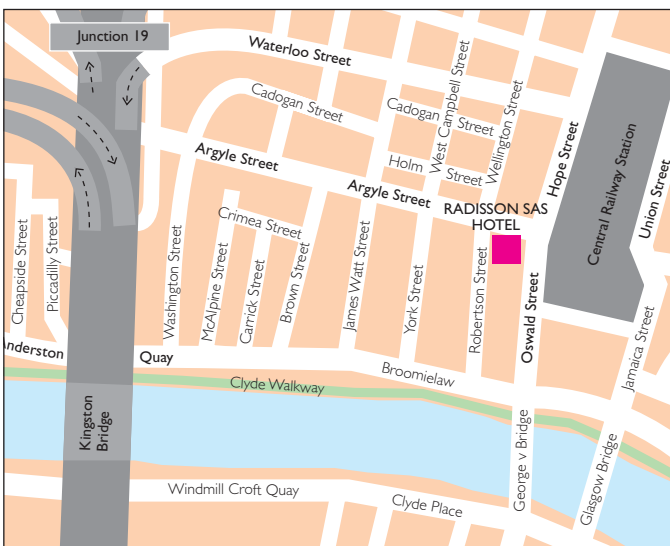 Junction 19
Waterloo Street
Cadogan Street
Cadogan Street
West Campbell Street
Wellington Street
Hope Street
Central Railway Station
Union Street
Argyle Street
Holm Street
Argyle Street
RADISSON SAS
HOTEL
Crimea Street
Cheapside Street
Piccadilly Street
Washington Street
McAlpine Street
Carrick Street
Brown Street
James Watt Street
York Street
Robertson Street
Oswald Street
Jamaica Street
Anderston Quay
Broomielaw
Clyde Walkway
Kingston
Bridge
George v Bridge
Glasgow Bridge
Windmill Croft Quay
Clyde Place